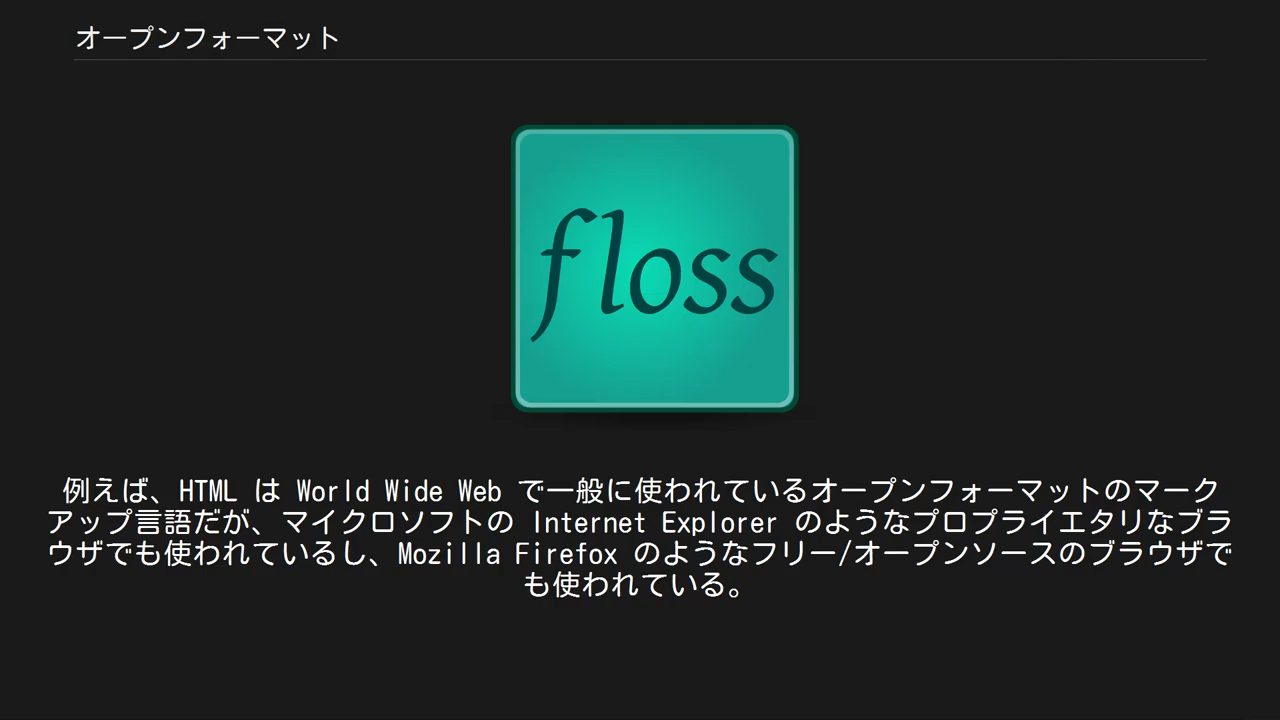 オープンフォーマット
floss
例えば、HTML は World Wide Web で一般に使われているオープンフォーマットのマーク
アップ言語だが、マイクロソフトの Internet Explorer のようなプロプライエタリなブラ
ウザでも使われているし、Mozilla Firefox のようなフリー/オープンソースのブラウザで
も使われている。